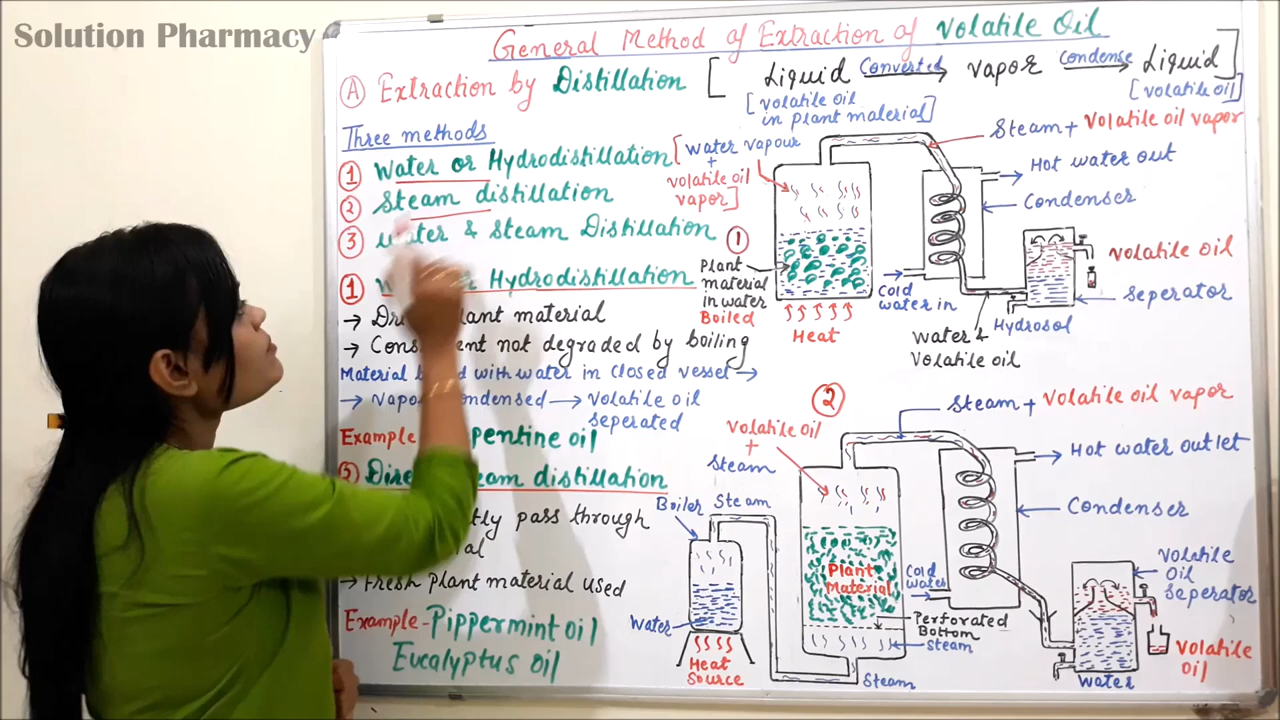 Solution Pharmacy
General Method of Extraction of Volatile Oil
A Extraction by Distillation [ Liquid Converted → vapor Condense → Liquid ]
[ volatile oil in plant material ]
[ volatile oil ]
Three methods
① Water or Hydrodistillation
② Steam distillation
③ water & Steam Distillation
① Hydrodistillation
→ plant material
→ not degraded by boiling
Material with water in closed vessel →
→ vapor condensed → volatile oil
seperated
Example
pentine oil
distillation
pass through
→ Fresh plant material used
Example - Pippermint oil
Eucalyptus oil
①
[ water vapour
+
volatile oil
vapor ]
Steam + volatile oil vapor
Hot water out
Condenser
Plant
material
in water
Boiled
Heat
Cold
water in
volatile oil
Seperator
Hydrosol
water &
Volatile oil
②
Volatile oil
+
Steam
Steam + volatile oil vapor
Hot water outlet
Condenser
Boiler
Steam
Plant
Material
Cold
water
Perforated
Bottom
Steam
Water
Heat
Source
Steam
volatile
oil
seperator
volatile
oil
water